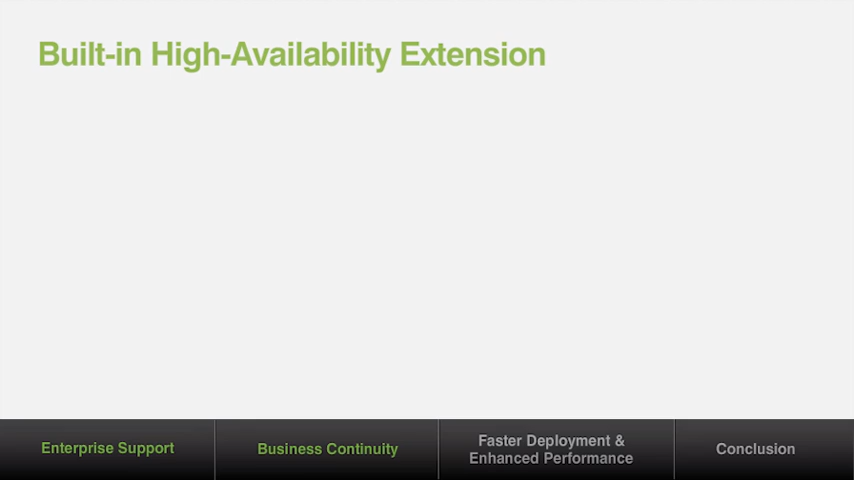 Built-in High-Availability Extension
Enterprise Support
Business Continuity
Faster Deployment &
Enhanced Performance
Conclusion